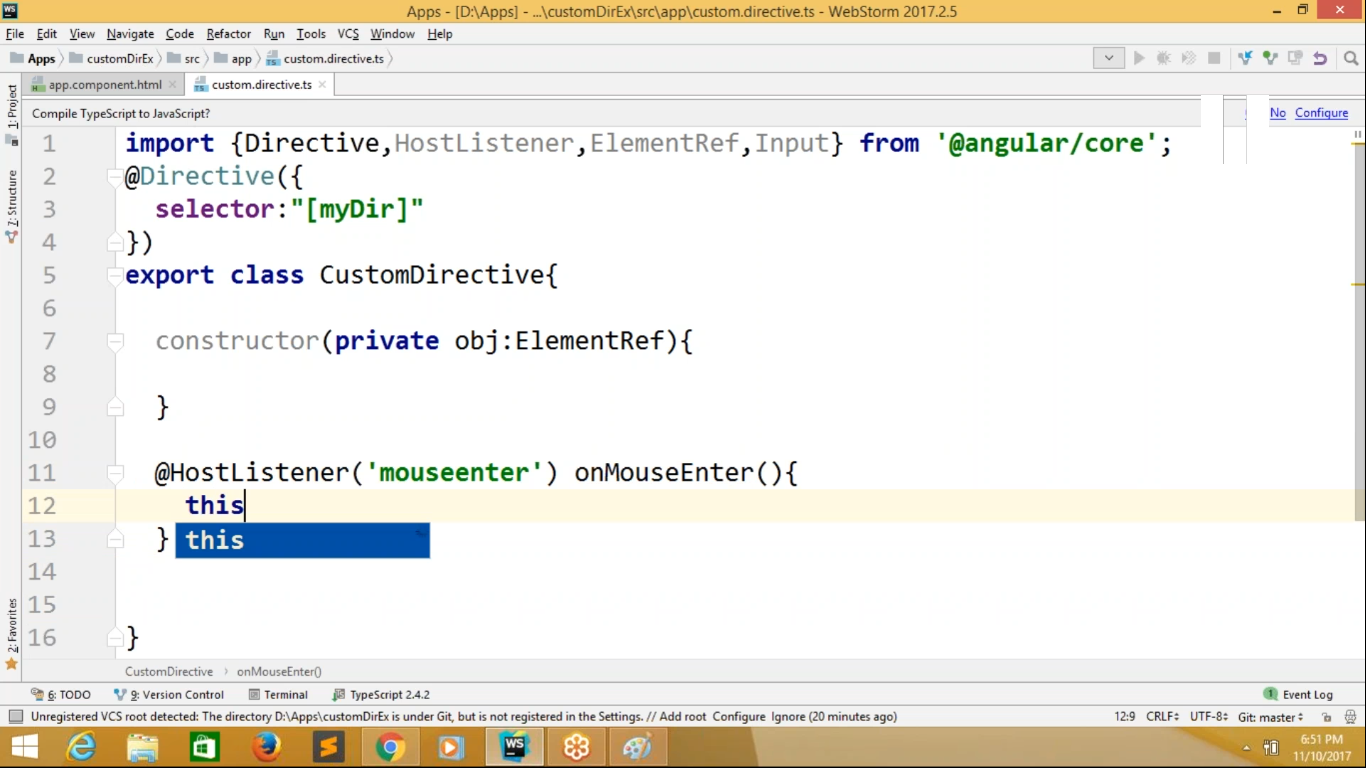 WS
Apps - [D:\Apps] - ...\customDirEx\src\app\custom.directive.ts - WebStorm 2017.2.5
File Edit View Navigate Code Refactor Run Tools VCS Window Help
Apps customDirEx src app custom.directive.ts
app.component.html custom.directive.ts
1: Project
Z: Structure
2: Favorites
Compile TypeScript to JavaScript? No Configure
1 import {Directive,HostListener,ElementRef,Input} from '@angular/core';
2 @Directive({
3 selector:"[myDir]"
4 })
5 export class CustomDirective{
6
7 constructor(private obj:ElementRef){
8
9 }
10
11 @HostListener('mouseenter') onMouseEnter(){
12 this
13 } this
14
15
16 }
CustomDirective onMouseEnter()
6: TODO 9: Version Control Terminal TypeScript 2.4.2 1 Event Log
Unregistered VCS root detected: The directory D:\Apps\customDirEx is under Git, but is not registered in the Settings. // Add root Configure Ignore (20 minutes ago) 12:9 CRLF UTF-8 Git: master
WS
6:51 PM
11/10/2017